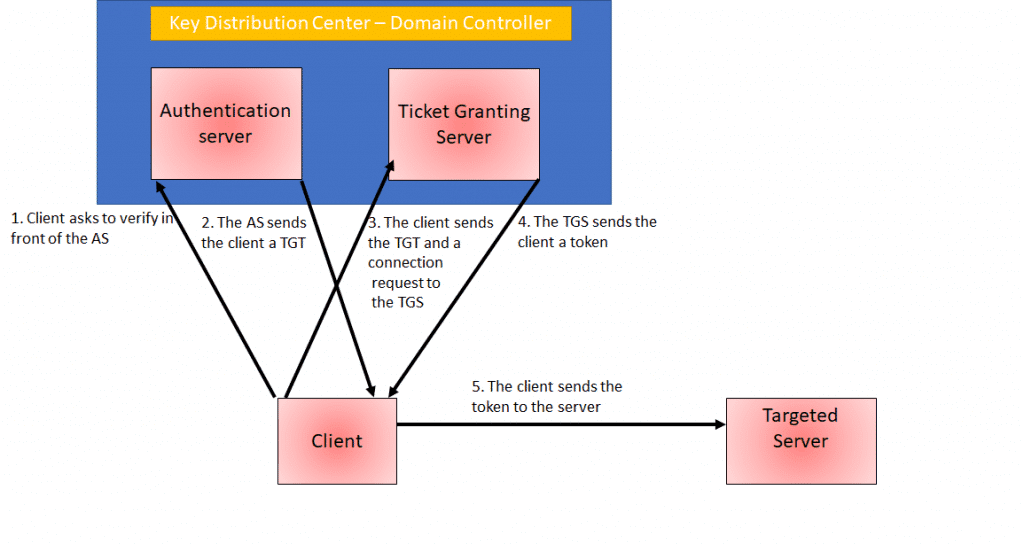 Key Distribution Center – Domain Controller
Authentication
server
Ticket Granting
Server
1. Client asks to verify in
front of the AS
2. The AS sends
the client a TGT
3. The client sends
the TGT and a
connection
request to
the TGS
4. The TGS sends the
client a token
5. The client sends the
token to the server
Client
Targeted
Server